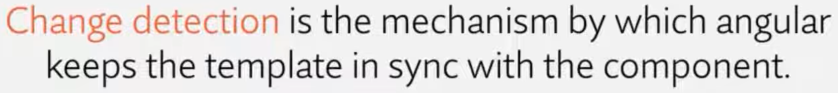 Change detection is the mechanism by which angular
keeps the template in sync with the component.